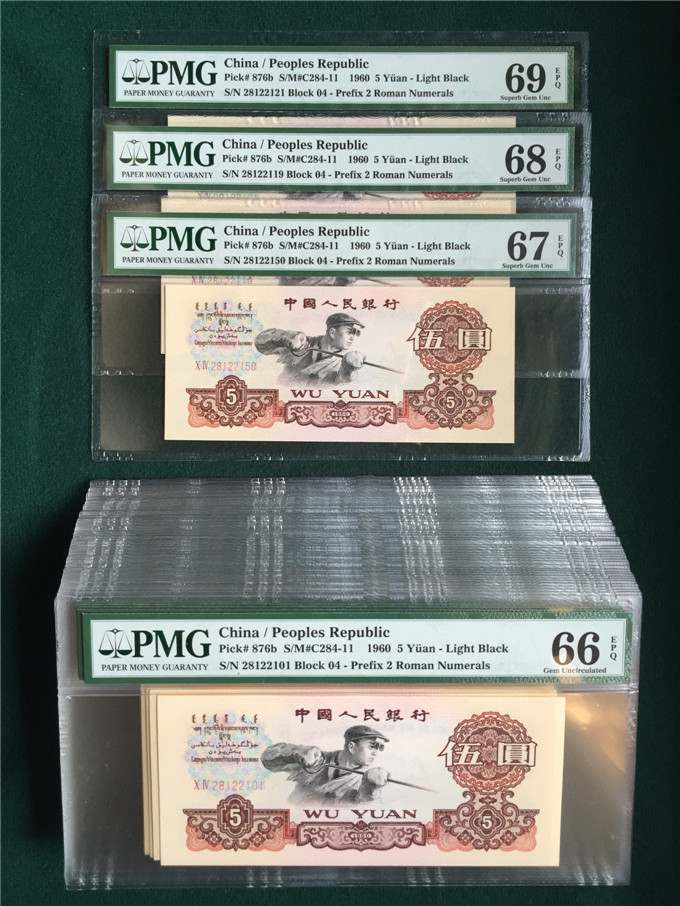 PMG
PAPER MONEY GUARANTY
China / Peoples Republic
Pick# 876b S/M#C284-11 1960 5 Yüan - Light Black
S/N 28122121 Block 04 - Prefix 2 Roman Numerals
69 EPQ
Superb Gem Unc
PMG
PAPER MONEY GUARANTY
China / Peoples Republic
Pick# 876b S/M#C284-11 1960 5 Yüan - Light Black
S/N 28122119 Block 04 - Prefix 2 Roman Numerals
68 EPQ
Superb Gem Unc
PMG
PAPER MONEY GUARANTY
China / Peoples Republic
Pick# 876b S/M#C284-11 1960 5 Yüan - Light Black
S/N 28122150 Block 04 - Prefix 2 Roman Numerals
67 EPQ
Superb Gem Unc
中國人民銀行
伍圓
X IV 28122150
5
WU YUAN
1960
5
PMG
PAPER MONEY GUARANTY
China / Peoples Republic
Pick# 876b S/M#C284-11 1960 5 Yüan - Light Black
S/N 28122101 Block 04 - Prefix 2 Roman Numerals
66 EPQ
Gem Uncirculated
中國人民銀行
伍圓
X IV 28122101
5
WU YUAN
1960
5